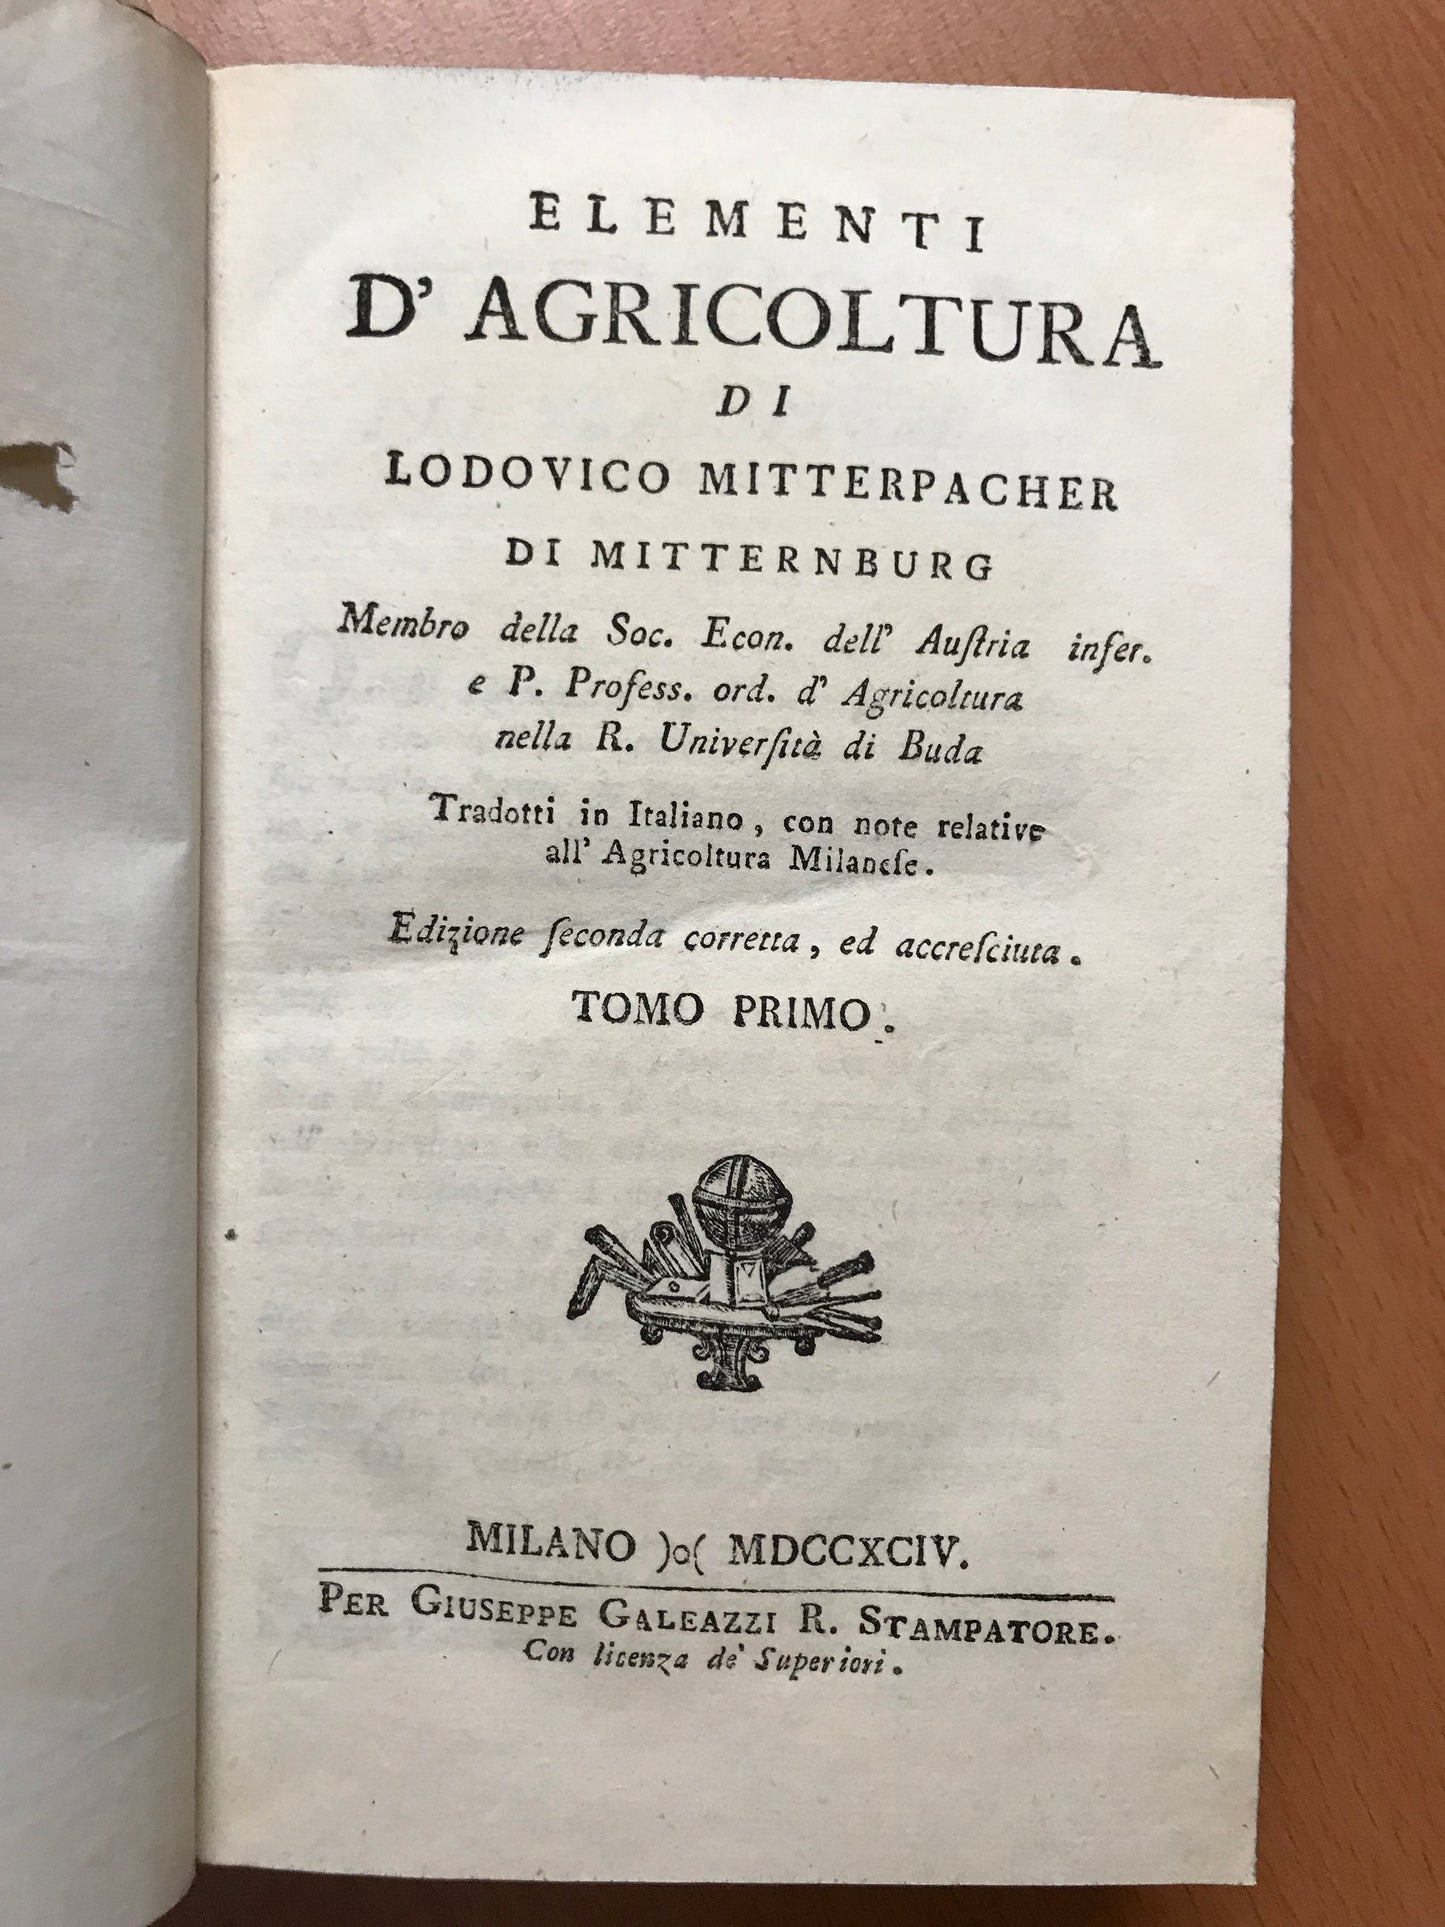 ELEMENTI
D' AGRICOLTURA
DI
LODOVICO MITTERPACHER
DI MITTERNBURG
Membro della Soc. Econ. dell' Auſtria infer.
e P. Profess. ord. d' Agricoltura
nella R. Univerſità di Buda
Tradotti in Italiano, con note relative
all' Agricoltura Milaneſe.
Edizione ſeconda corretta, ed accreſciuta.
TOMO PRIMO.
MILANO )o( MDCCXCIV.
PER GIUSEPPE GALEAZZI R. STAMPATORE.
Con licenza de' Superiori.